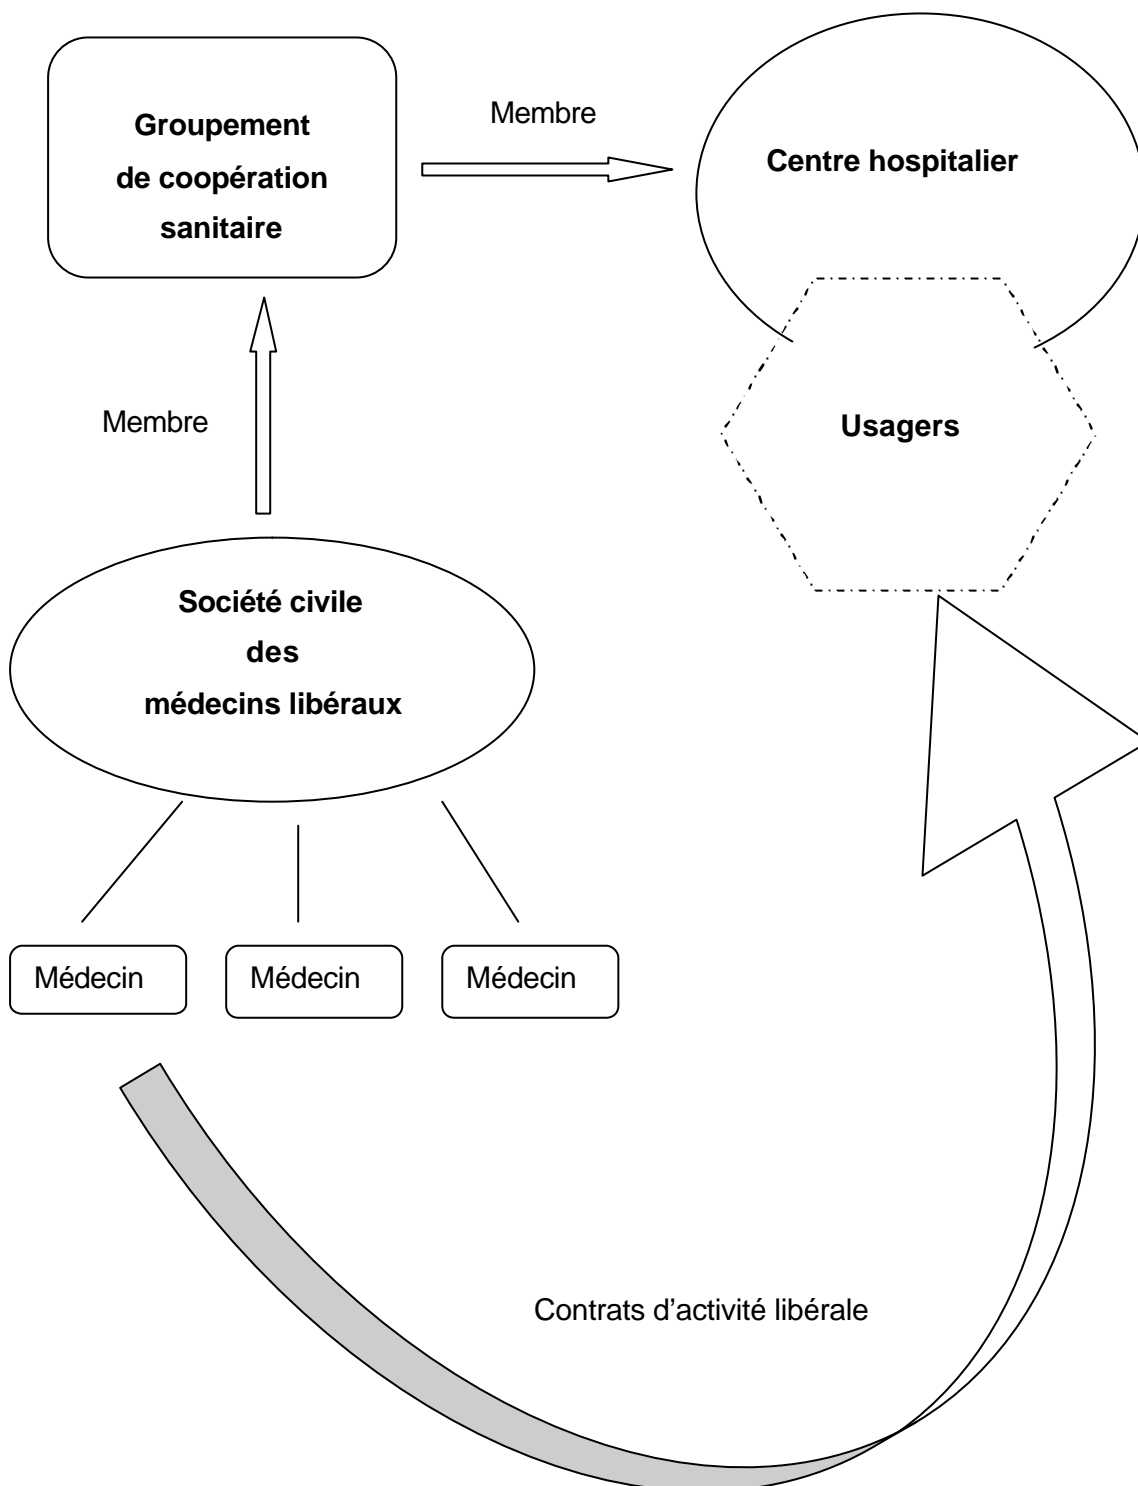 Groupement
de coopération
sanitaire
Membre
Centre hospitalier
Usagers
Membre
Société civile
des
médecins libéraux
Médecin
Médecin
Médecin
Contrats d’activité libérale